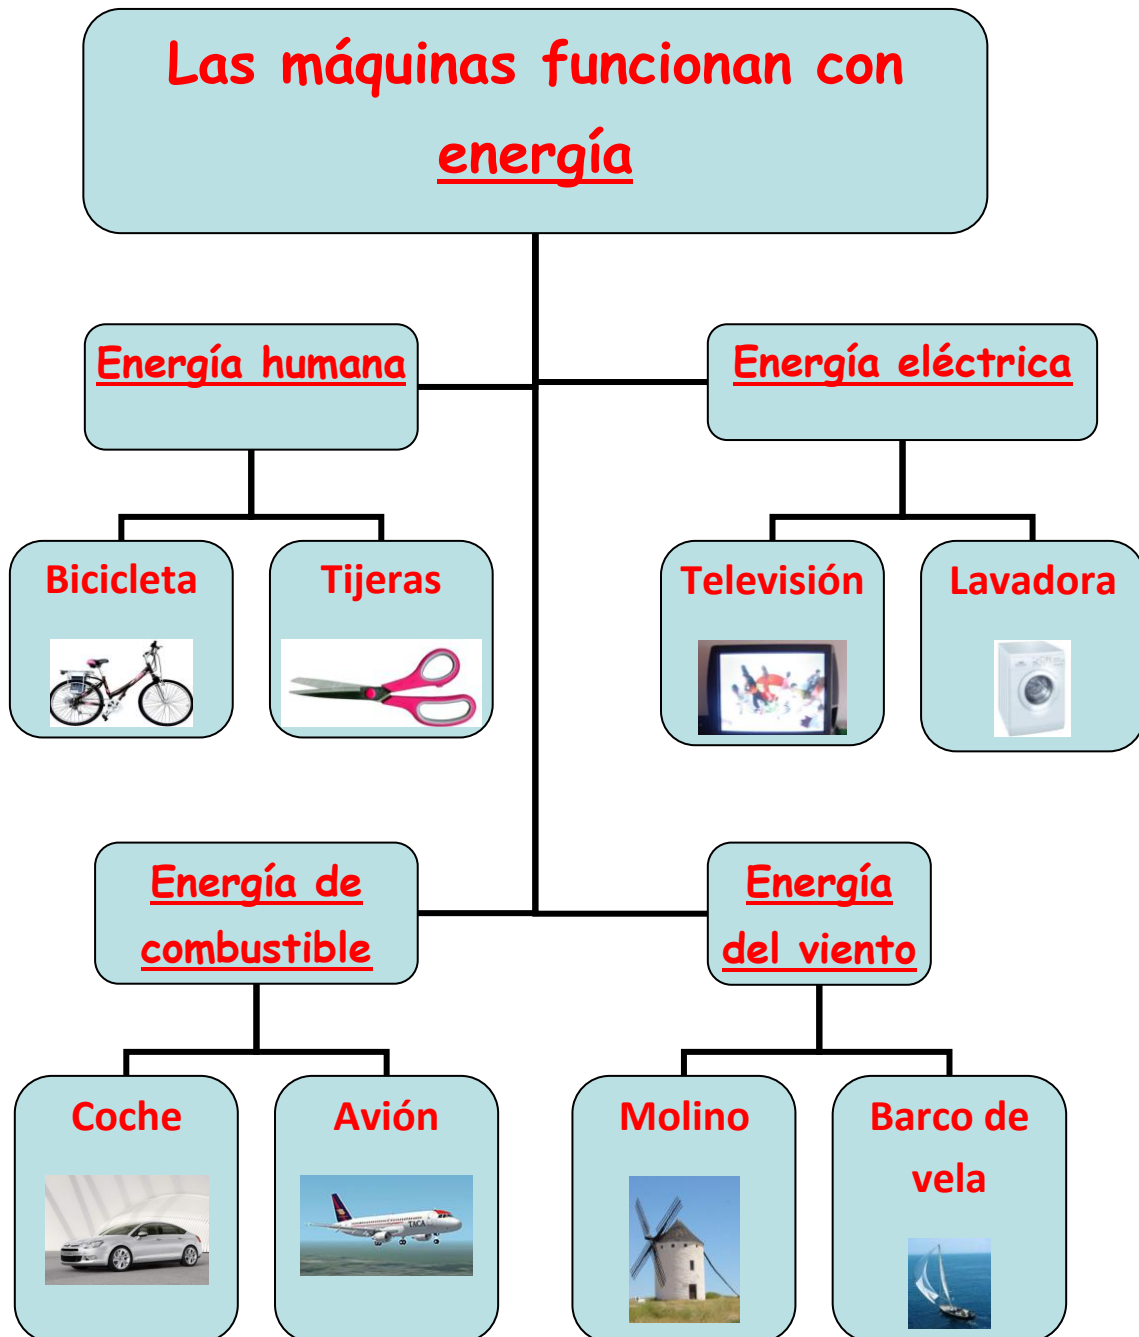 Las máquinas funcionan con
energía
Energía humana
Energía eléctrica
Bicicleta
Tijeras
Televisión
Lavadora
Energía de
combustible
Energía
del viento
Coche
Avión
TACA
Molino
Barco de
vela